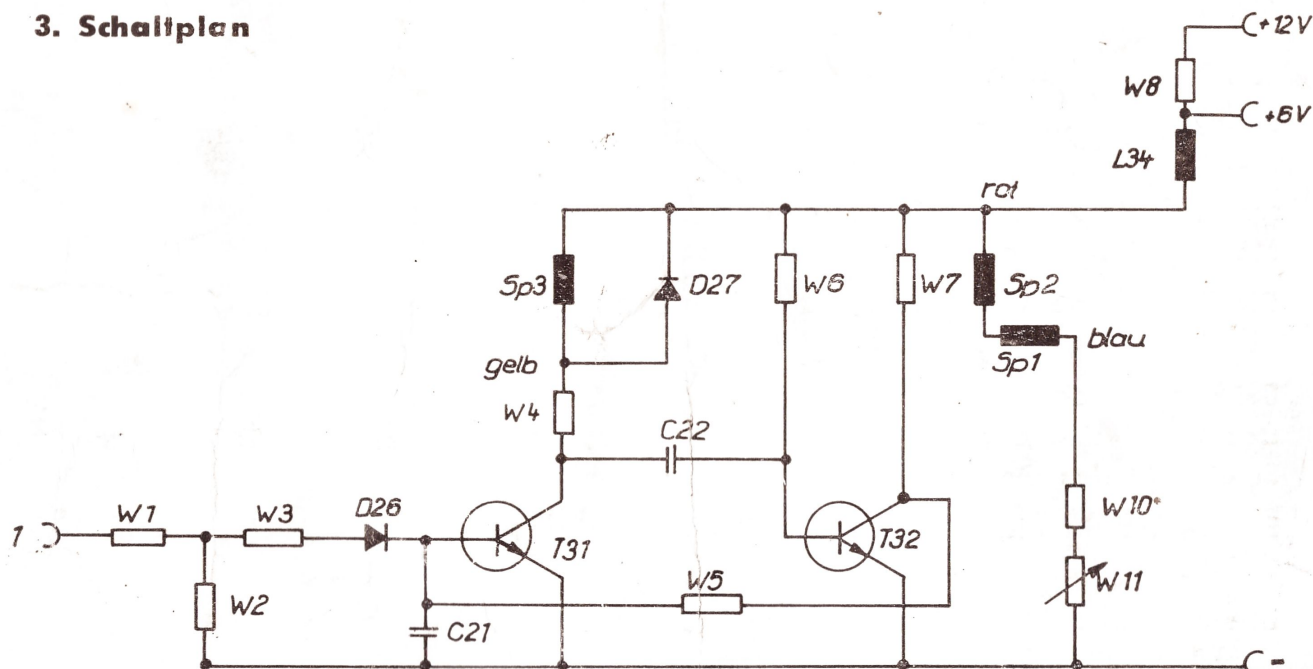 3. Schaltplan
+12V
W8
+6V
L34
rot
Sp3
D27
W6
W7
Sp2
blau
Sp1
gelb
W4
C22
W10
1
W1
W3
D26
T31
T32
W11
W5
W2
C21
-